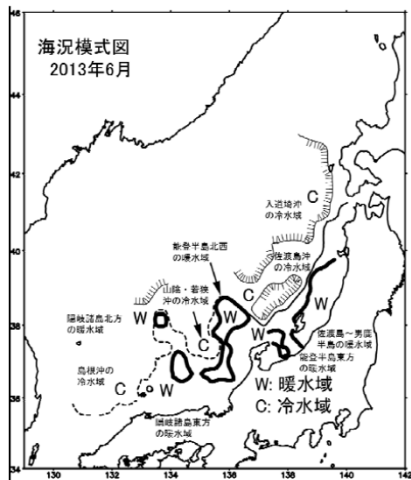 海況模式図
2013年6月
46
44
42
40
38
36
34
入道埼沖
の冷水域
C
能登半島北西
の暖水域
佐渡島沖
の冷水域
C
山陰・若狭
沖の冷水域
隠岐諸島北方
の暖水域
W
W
W
W
C
佐渡島～男鹿
半島の暖水域
能登半島東方
の暖水域
島根沖の
冷水域
C
W
隠岐諸島東方
の暖水域
W: 暖水域
C: 冷水域
130
132
134
136
138
140
142